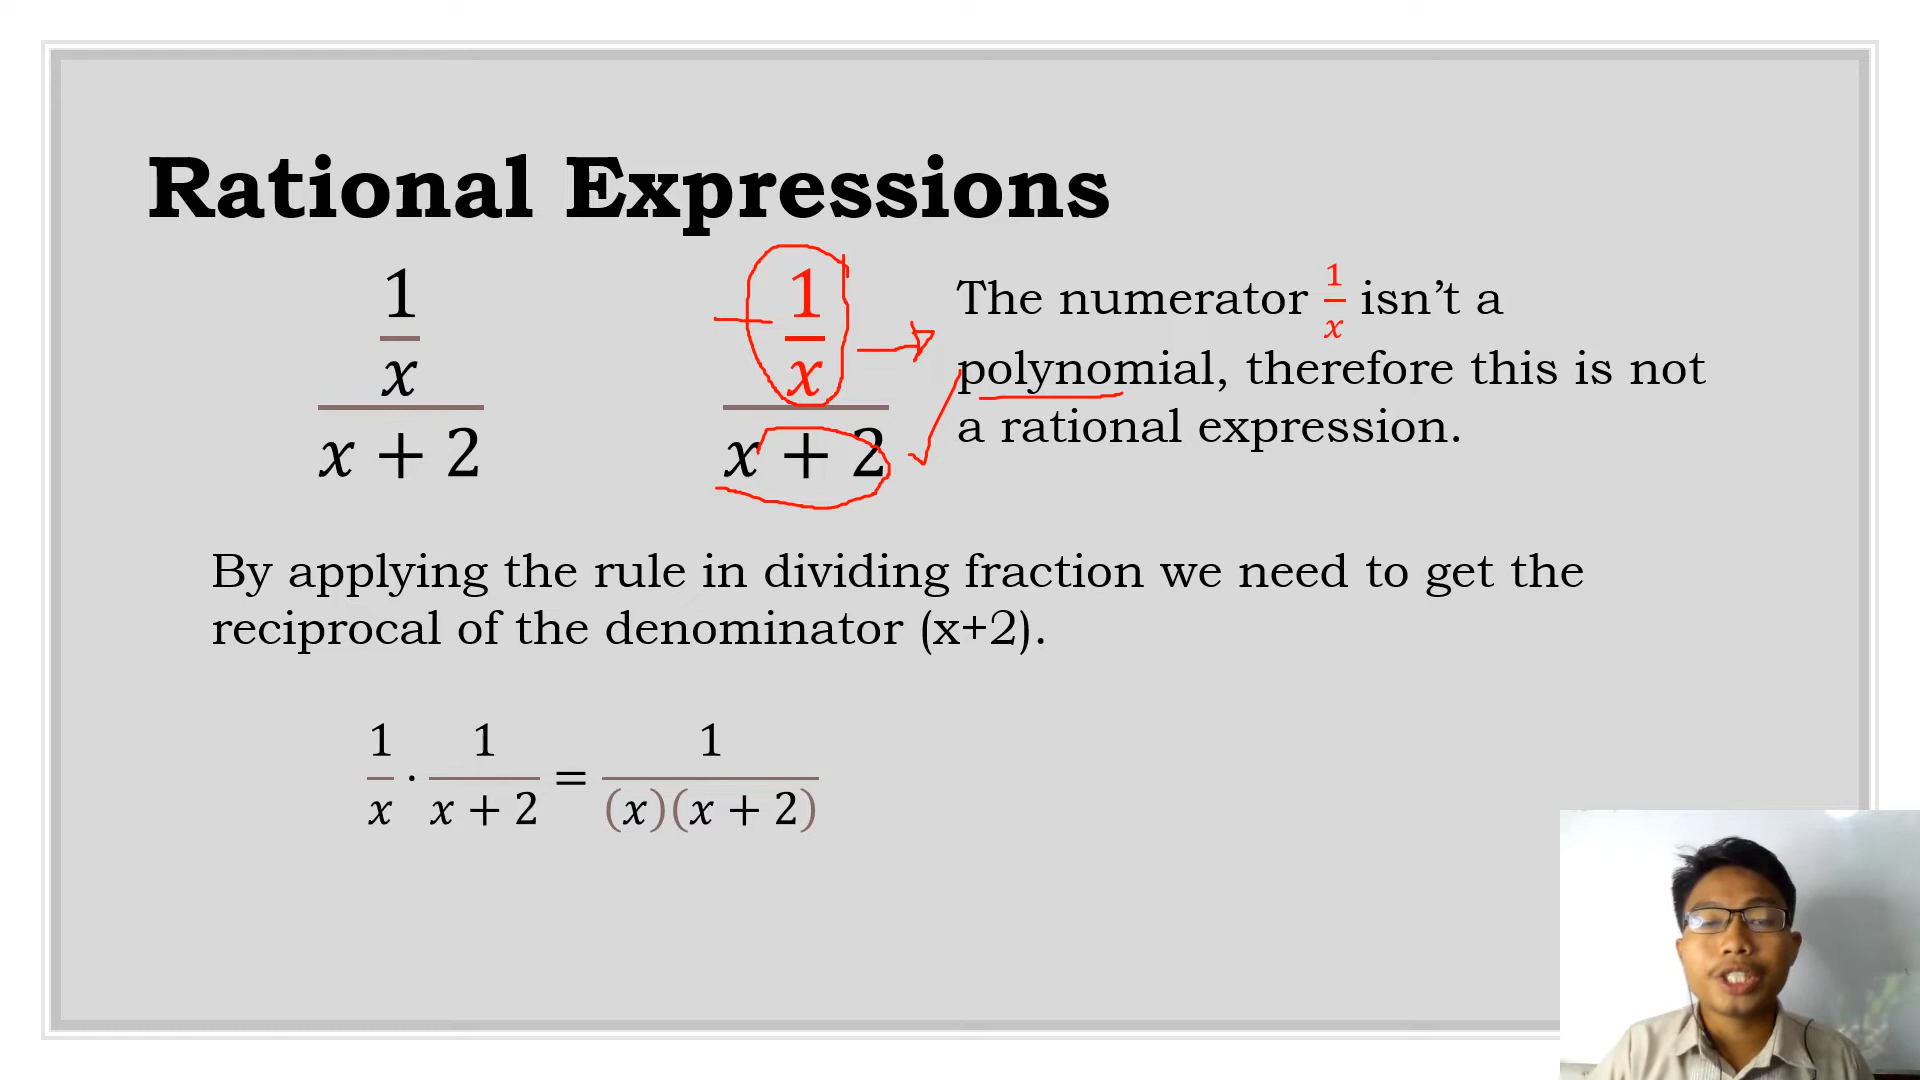 Rational Expressions
1
x
x + 2
1
x
x + 2
The numerator 1/x isn't a
polynomial, therefore this is not
a rational expression.
By applying the rule in dividing fraction we need to get the
reciprocal of the denominator (x+2).
1/x · 1/(x + 2) = 1/((x)(x + 2))